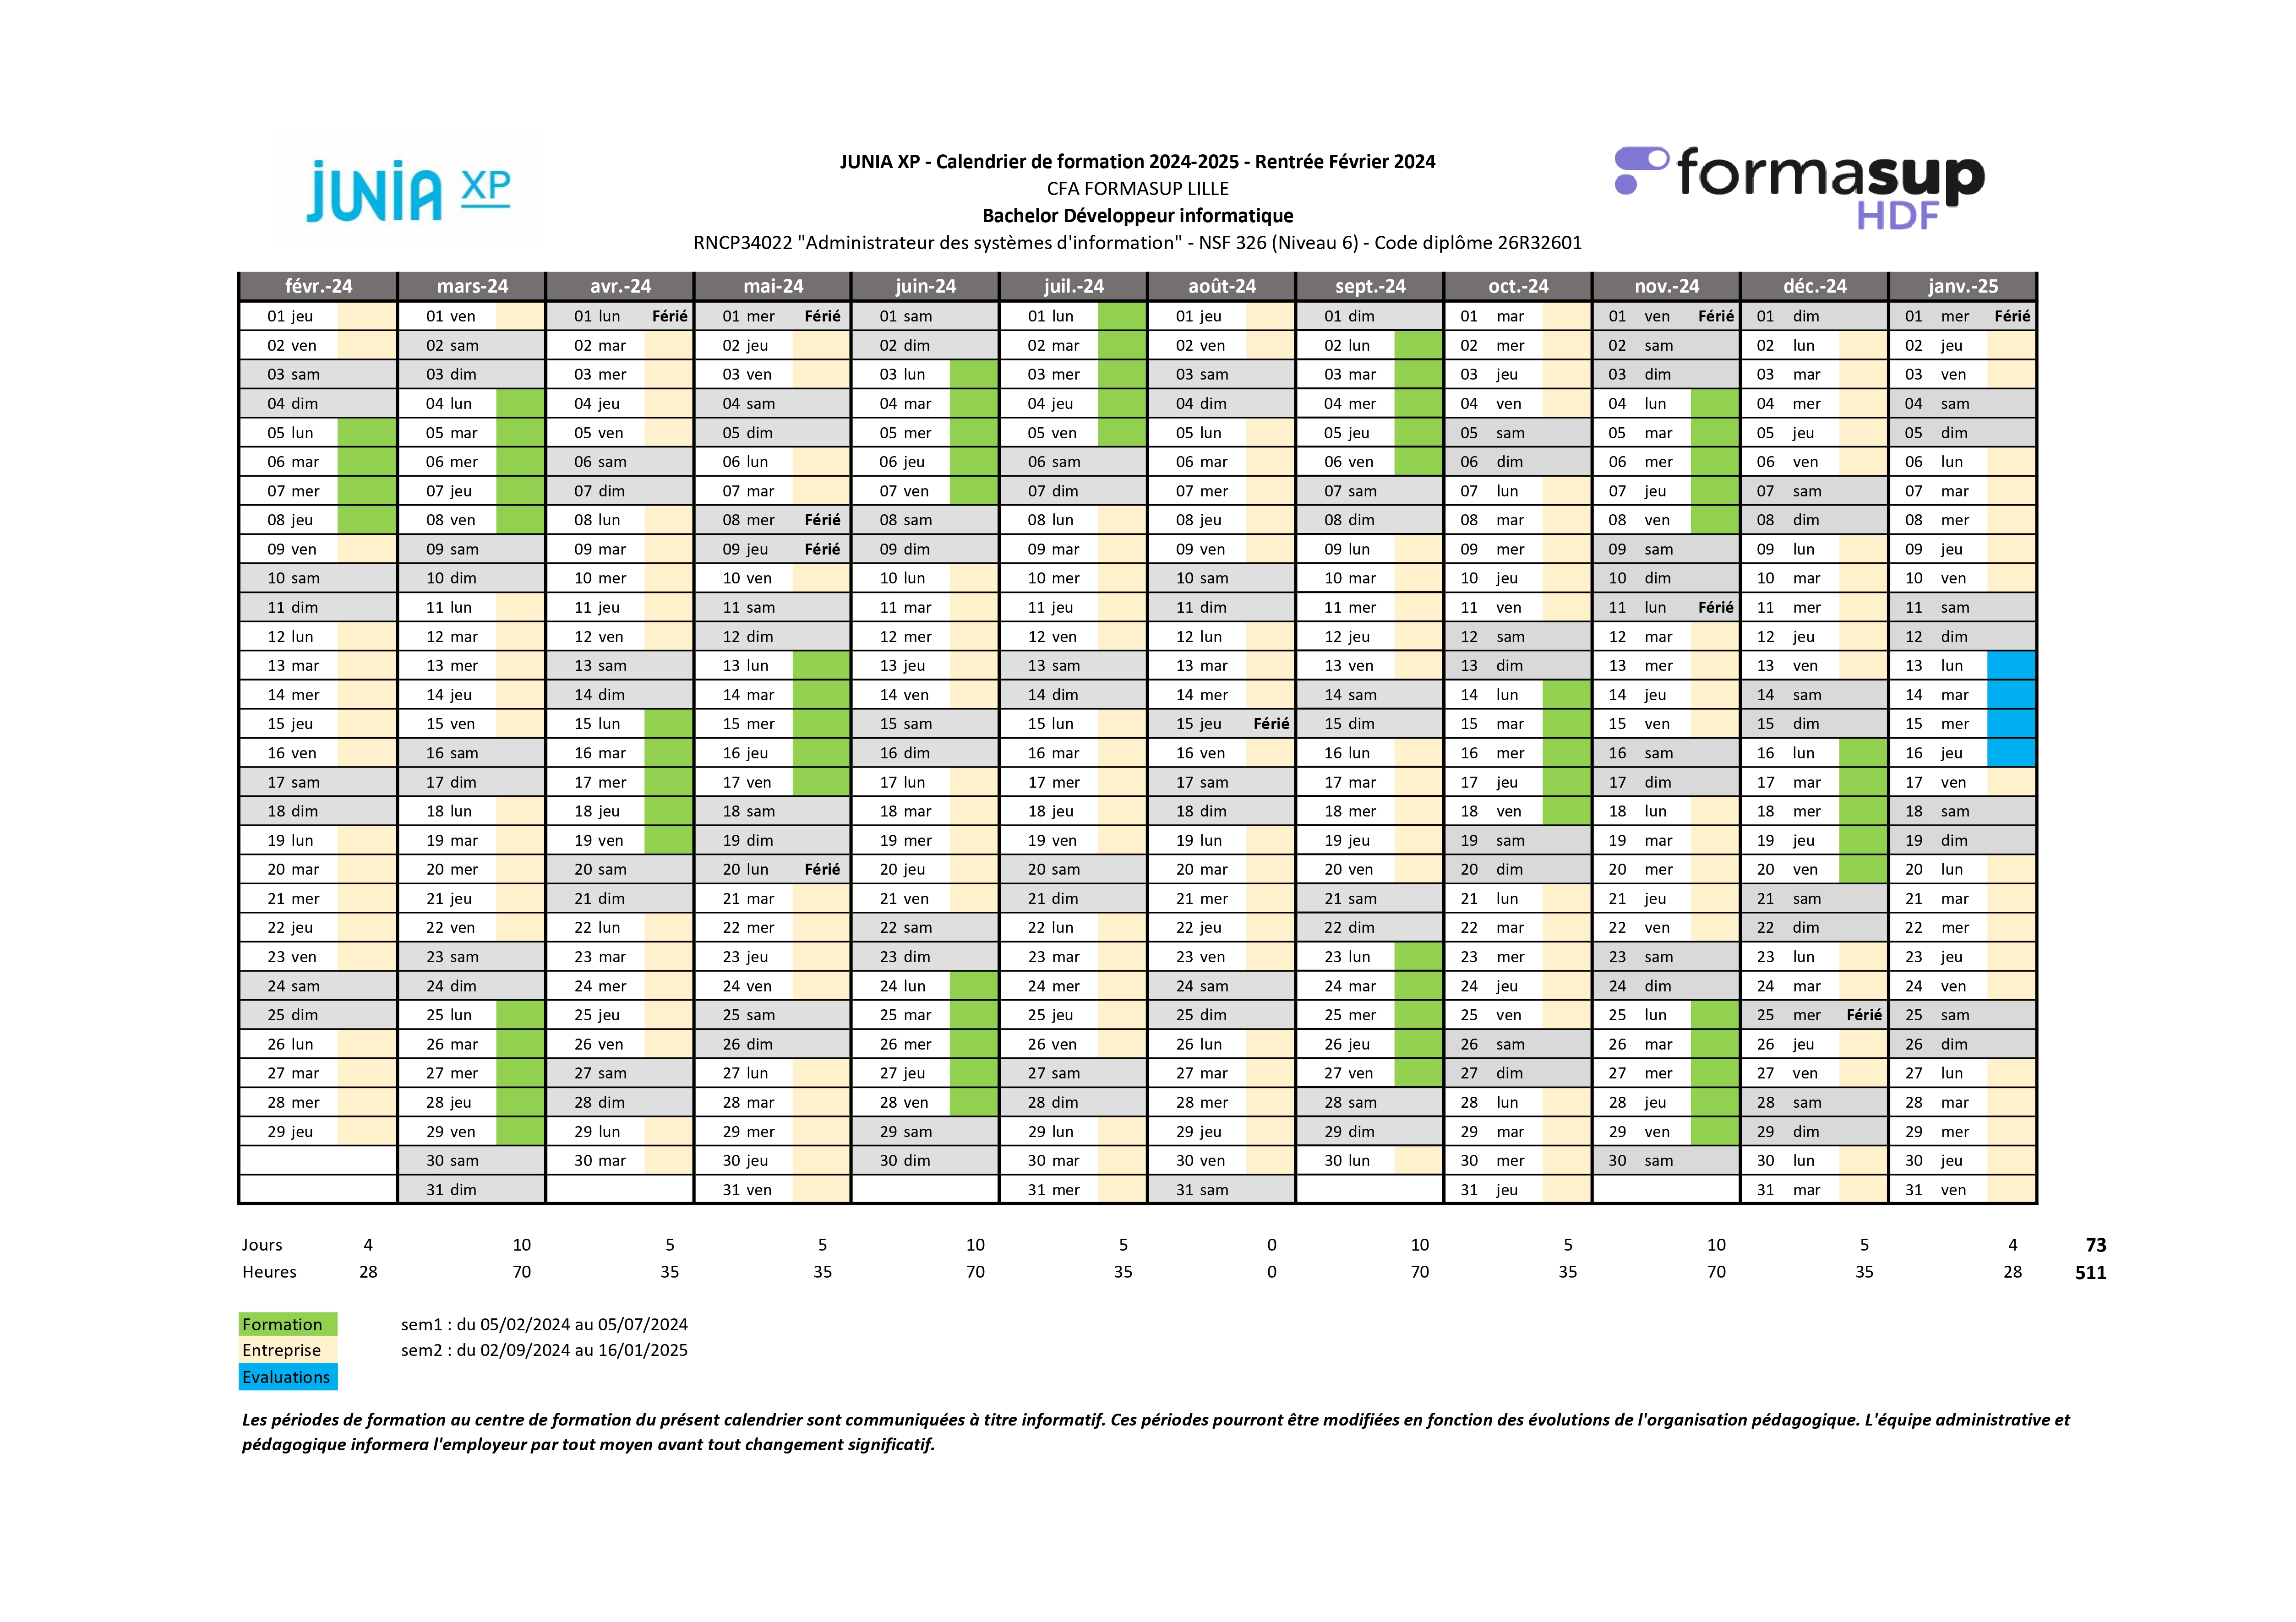 JUNIA XP
JUNIA XP - Calendrier de formation 2024-2025 - Rentrée Février 2024
CFA FORMASUP LILLE
Bachelor Développeur informatique
RNCP34022 "Administrateur des systèmes d'information" - NSF 326 (Niveau 6) - Code diplôme 26R32601
formasup
HDF
févr.-24 mars-24 avr.-24 mai-24 juin-24 juil.-24 août-24 sept.-24 oct.-24 nov.-24 déc.-24 janv.-25
01 jeu 01 ven 01 lun Férié 01 mer Férié 01 sam 01 lun 01 jeu 01 dim 01 mar 01 ven Férié 01 dim 01 mer Férié
02 ven 02 sam 02 mar 02 jeu 02 dim 02 mar 02 ven 02 lun 02 mer 02 sam 02 lun 02 jeu
03 sam 03 dim 03 mer 03 ven 03 lun 03 mer 03 sam 03 mar 03 jeu 03 dim 03 mar 03 ven
04 dim 04 lun 04 jeu 04 sam 04 mar 04 jeu 04 dim 04 mer 04 ven 04 lun 04 mer 04 sam
05 lun 05 mar 05 ven 05 dim 05 mer 05 ven 05 lun 05 jeu 05 sam 05 mar 05 jeu 05 dim
06 mar 06 mer 06 sam 06 lun 06 jeu 06 sam 06 mar 06 ven 06 dim 06 mer 06 ven 06 lun
07 mer 07 jeu 07 dim 07 mar 07 ven 07 dim 07 mer 07 sam 07 lun 07 jeu 07 sam 07 mar
08 jeu 08 ven 08 lun 08 mer Férié 08 sam 08 lun 08 jeu 08 dim 08 mar 08 ven 08 dim 08 mer
09 ven 09 sam 09 mar 09 jeu Férié 09 dim 09 mar 09 ven 09 lun 09 mer 09 sam 09 lun 09 jeu
10 sam 10 dim 10 mer 10 ven 10 lun 10 mer 10 sam 10 mar 10 jeu 10 dim 10 mar 10 ven
11 dim 11 lun 11 jeu 11 sam 11 mar 11 jeu 11 dim 11 mer 11 ven 11 lun Férié 11 mer 11 sam
12 lun 12 mar 12 ven 12 dim 12 mer 12 ven 12 lun 12 jeu 12 sam 12 mar 12 jeu 12 dim
13 mar 13 mer 13 sam 13 lun 13 jeu 13 sam 13 mar 13 ven 13 dim 13 mer 13 ven 13 lun
14 mer 14 jeu 14 dim 14 mar 14 ven 14 dim 14 mer 14 sam 14 lun 14 jeu 14 sam 14 mar
15 jeu 15 ven 15 lun 15 mer 15 sam 15 lun 15 jeu Férié 15 dim 15 mar 15 ven 15 dim 15 mer
16 ven 16 sam 16 mar 16 jeu 16 dim 16 mar 16 ven 16 lun 16 mer 16 sam 16 lun 16 jeu
17 sam 17 dim 17 mer 17 ven 17 lun 17 mer 17 sam 17 mar 17 jeu 17 dim 17 mar 17 ven
18 dim 18 lun 18 jeu 18 sam 18 mar 18 jeu 18 dim 18 mer 18 ven 18 lun 18 mer 18 sam
19 lun 19 mar 19 ven 19 dim 19 mer 19 ven 19 lun 19 jeu 19 sam 19 mar 19 jeu 19 dim
20 mar 20 mer 20 sam 20 lun Férié 20 jeu 20 sam 20 mar 20 ven 20 dim 20 mer 20 ven 20 lun
21 mer 21 jeu 21 dim 21 mar 21 ven 21 dim 21 mer 21 sam 21 lun 21 jeu 21 sam 21 mar
22 jeu 22 ven 22 lun 22 mer 22 sam 22 lun 22 jeu 22 dim 22 mar 22 ven 22 dim 22 mer
23 ven 23 sam 23 mar 23 jeu 23 dim 23 mar 23 ven 23 lun 23 mer 23 sam 23 lun 23 jeu
24 sam 24 dim 24 mer 24 ven 24 lun 24 mer 24 sam 24 mar 24 jeu 24 dim 24 mar 24 ven
25 dim 25 lun 25 jeu 25 sam 25 mar 25 jeu 25 dim 25 mer 25 ven 25 lun 25 mer Férié 25 sam
26 lun 26 mar 26 ven 26 dim 26 mer 26 ven 26 lun 26 jeu 26 sam 26 mar 26 jeu 26 dim
27 mar 27 mer 27 sam 27 lun 27 jeu 27 sam 27 mar 27 ven 27 dim 27 mer 27 ven 27 lun
28 mer 28 jeu 28 dim 28 mar 28 ven 28 dim 28 mer 28 sam 28 lun 28 jeu 28 sam 28 mar
29 jeu 29 ven 29 lun 29 mer 29 sam 29 lun 29 jeu 29 dim 29 mar 29 ven 29 dim 29 mer
30 sam 30 mar 30 jeu 30 dim 30 mar 30 ven 30 lun 30 mer 30 sam 30 lun 30 jeu
31 dim 31 ven 31 mer 31 sam 31 jeu 31 mar 31 ven
Jours 4 10 5 5 10 5 0 10 5 10 5 4 73
Heures 28 70 35 35 70 35 0 70 35 70 35 28 511
Formation sem1 : du 05/02/2024 au 05/07/2024
Entreprise sem2 : du 02/09/2024 au 16/01/2025
Evaluations
Les périodes de formation au centre de formation du présent calendrier sont communiquées à titre informatif. Ces périodes pourront être modifiées en fonction des évolutions de l'organisation pédagogique. L'équipe administrative et
pédagogique informera l'employeur par tout moyen avant tout changement significatif.